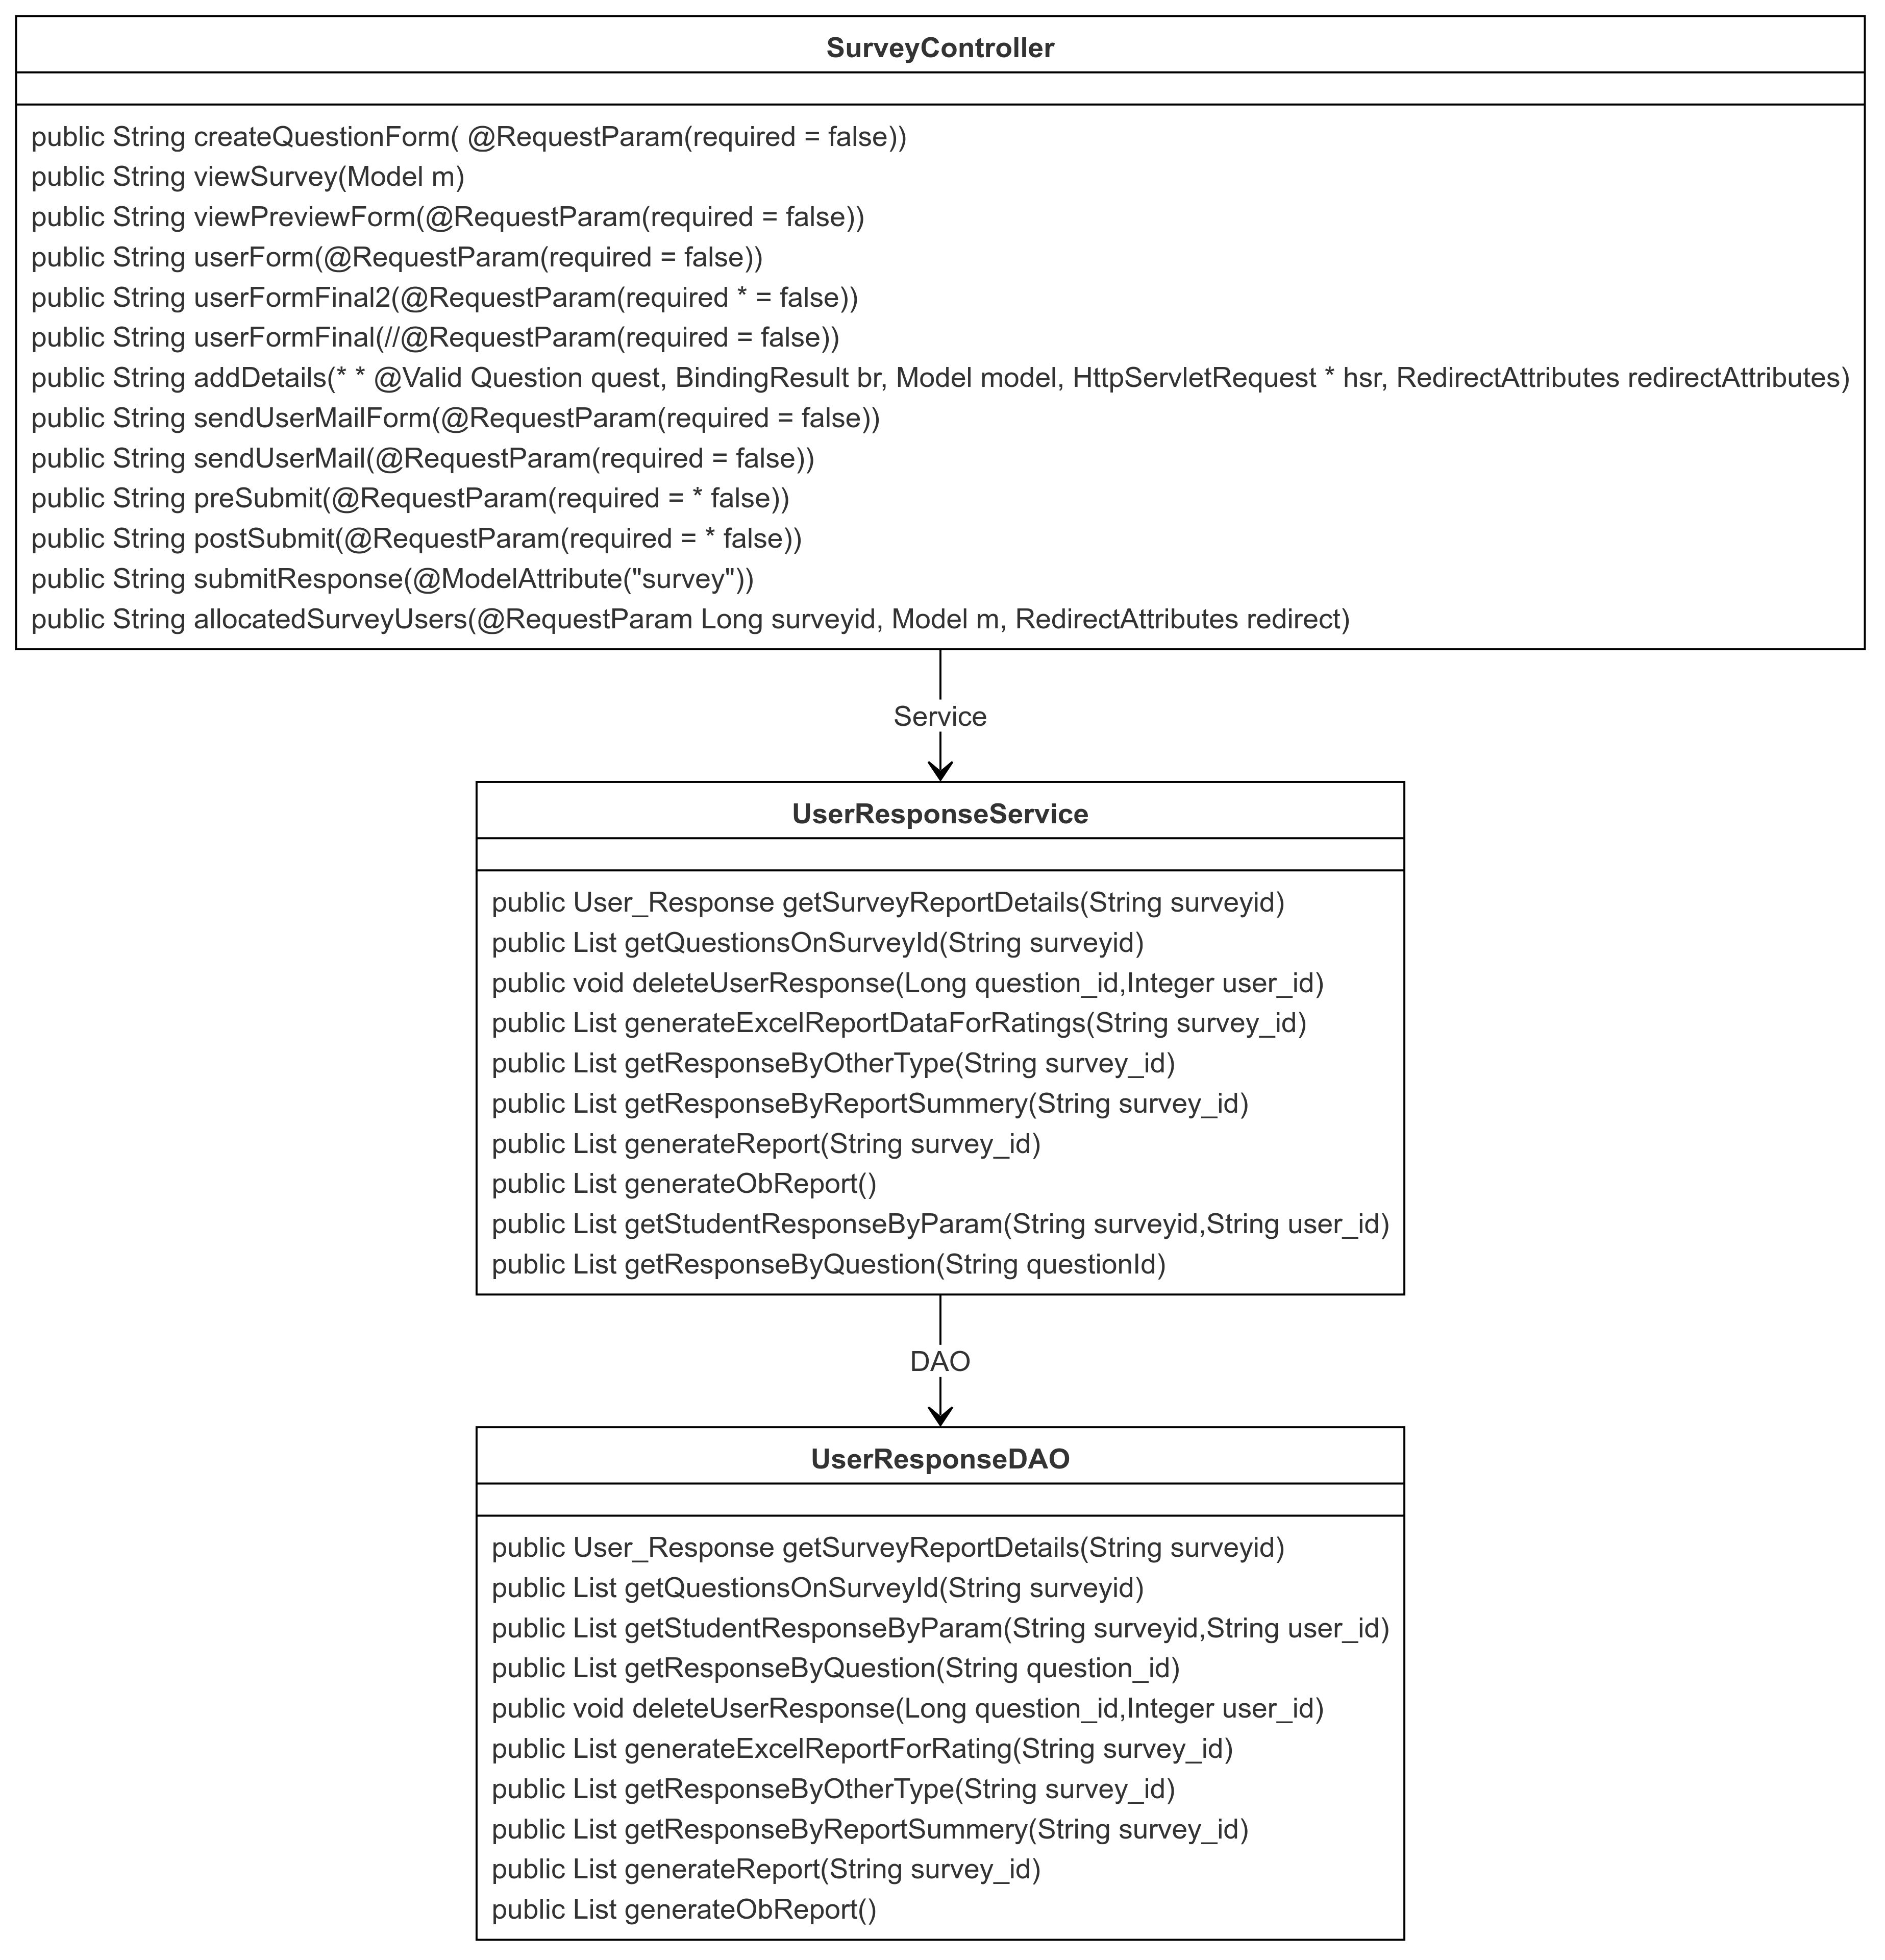 SurveyController
public String createQuestionForm( @RequestParam(required = false))
public String viewSurvey(Model m)
public String viewPreviewForm(@RequestParam(required = false))
public String userForm(@RequestParam(required = false))
public String userFormFinal2(@RequestParam(required * = false))
public String userFormFinal(//@RequestParam(required = false))
public String addDetails(* * @Valid Question quest, BindingResult br, Model model, HttpServletRequest * hsr, RedirectAttributes redirectAttributes)
public String sendUserMailForm(@RequestParam(required = false))
public String sendUserMail(@RequestParam(required = false))
public String preSubmit(@RequestParam(required = * false))
public String postSubmit(@RequestParam(required = * false))
public String submitResponse(@ModelAttribute("survey"))
public String allocatedSurveyUsers(@RequestParam Long surveyid, Model m, RedirectAttributes redirect)
Service
UserResponseService
public User_Response getSurveyReportDetails(String surveyid)
public List getQuestionsOnSurveyId(String surveyid)
public void deleteUserResponse(Long question_id,Integer user_id)
public List generateExcelReportDataForRatings(String survey_id)
public List getResponseByOtherType(String survey_id)
public List getResponseByReportSummery(String survey_id)
public List generateReport(String survey_id)
public List generateObReport()
public List getStudentResponseByParam(String surveyid,String user_id)
public List getResponseByQuestion(String questionId)
DAO
UserResponseDAO
public User_Response getSurveyReportDetails(String surveyid)
public List getQuestionsOnSurveyId(String surveyid)
public List getStudentResponseByParam(String surveyid,String user_id)
public List getResponseByQuestion(String question_id)
public void deleteUserResponse(Long question_id,Integer user_id)
public List generateExcelReportForRating(String survey_id)
public List getResponseByOtherType(String survey_id)
public List getResponseByReportSummery(String survey_id)
public List generateReport(String survey_id)
public List generateObReport()